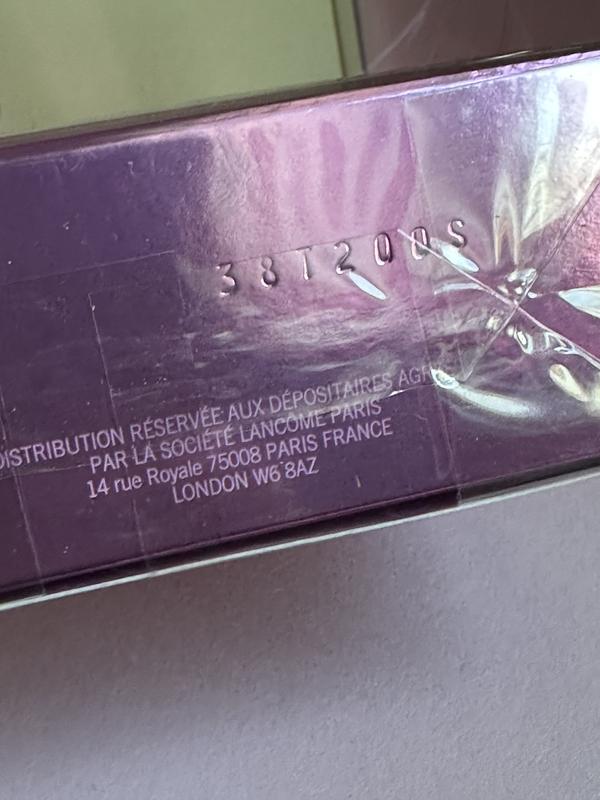 38T200S
DISTRIBUTION RÉSERVÉE AUX DÉPOSITAIRES
PAR LA SOCIÉTÉ LANCÔME PARIS
14 rue Royale 75008 PARIS FRANCE
LONDON W6 8AZ